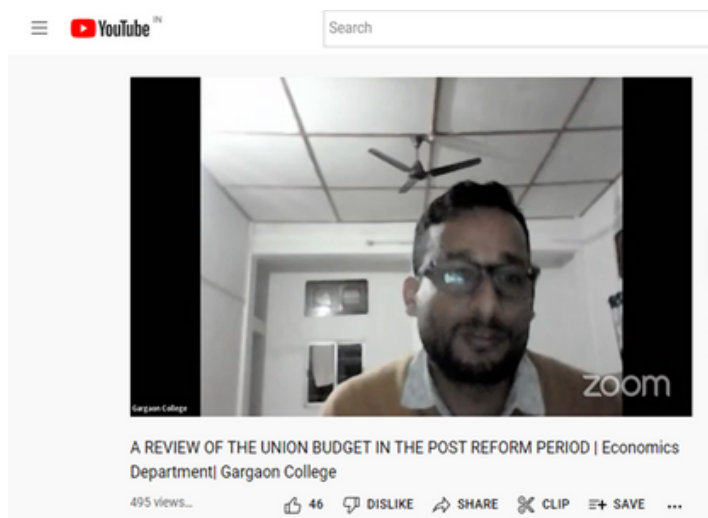 YouTube IN
Search
zoom
Gargaon College
A REVIEW OF THE UNION BUDGET IN THE POST REFORM PERIOD | Economics
Department| Gargaon College
495 views...
46 DISLIKE SHARE CLIP SAVE ...